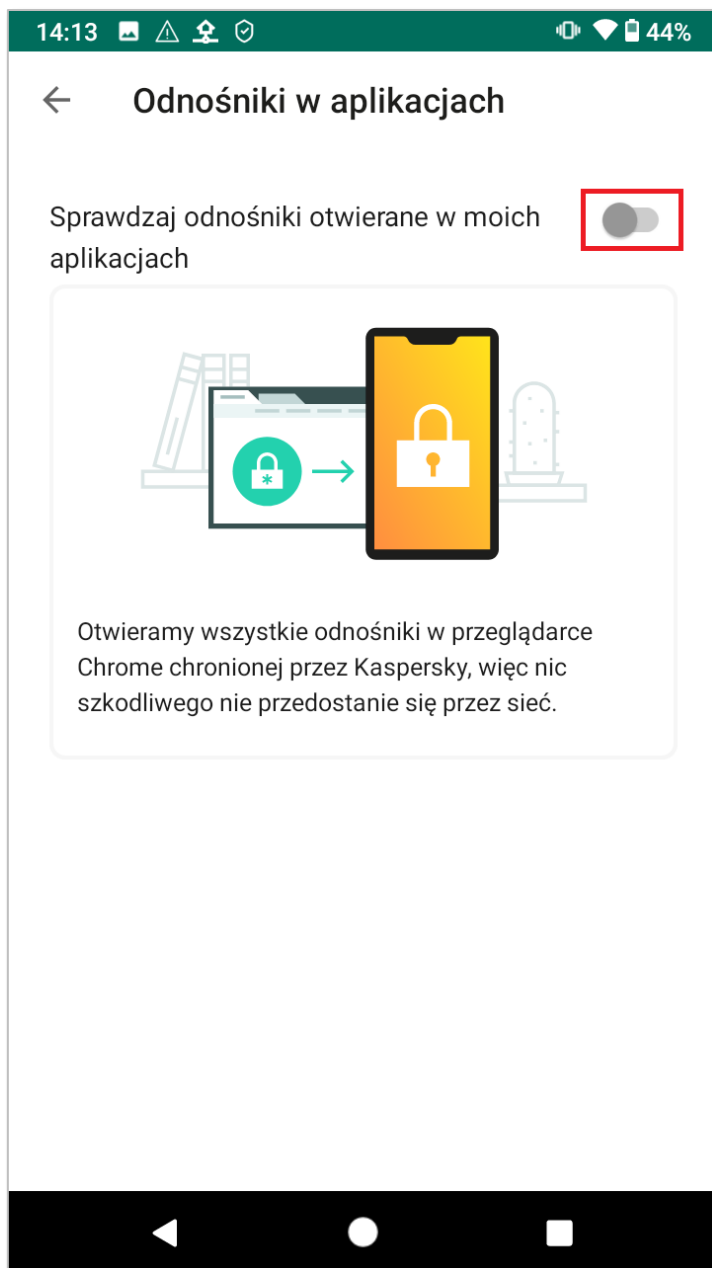 14:13
44%
Odnośniki w aplikacjach
Sprawdzaj odnośniki otwierane w moich
aplikacjach
Otwieramy wszystkie odnośniki w przeglądarce
Chrome chronionej przez Kaspersky, więc nic
szkodliwego nie przedostanie się przez sieć.